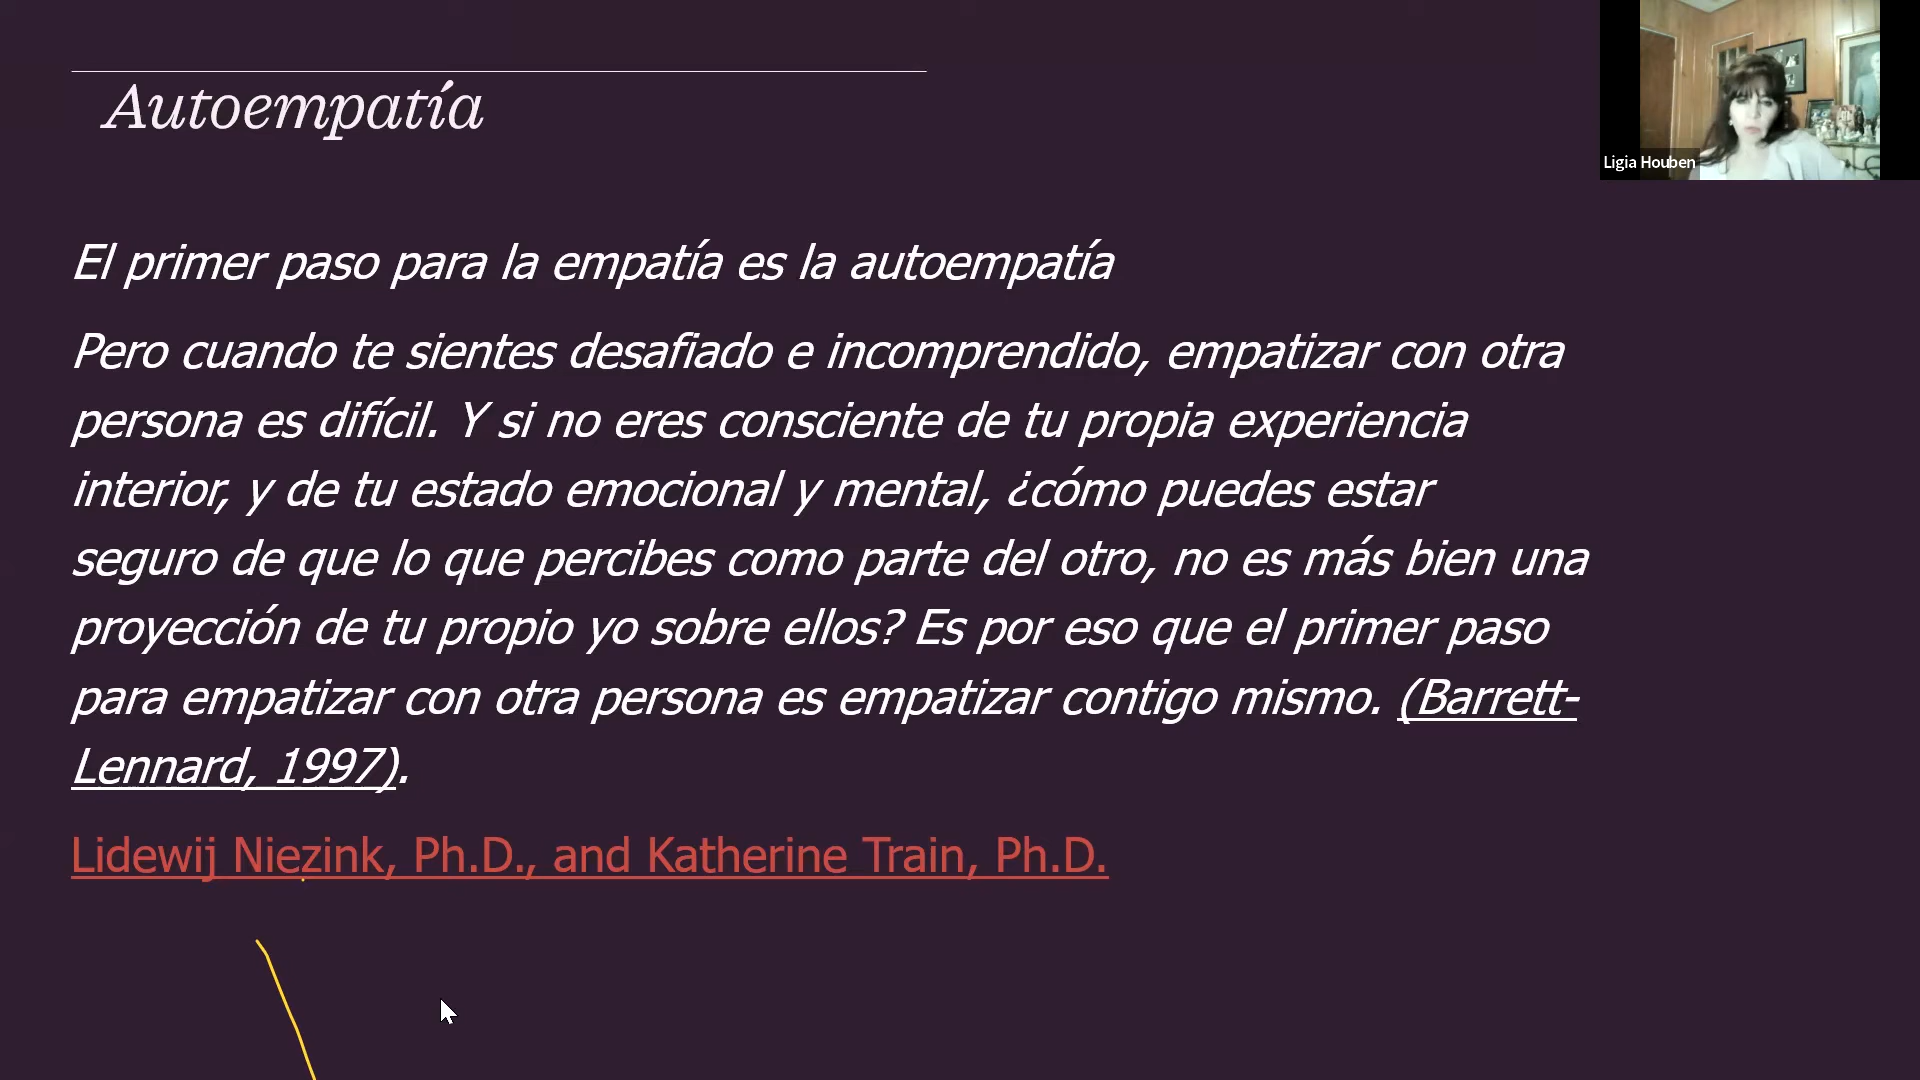 Autoempatía
Ligia Houben
El primer paso para la empatía es la autoempatía
Pero cuando te sientes desafiado e incomprendido, empatizar con otra
persona es difícil. Y si no eres consciente de tu propia experiencia
interior, y de tu estado emocional y mental, ¿cómo puedes estar
seguro de que lo que percibes como parte del otro, no es más bien una
proyección de tu propio yo sobre ellos? Es por eso que el primer paso
para empatizar con otra persona es empatizar contigo mismo. (Barrett-
Lennard, 1997).
Lidewij Niezink, Ph.D., and Katherine Train, Ph.D.